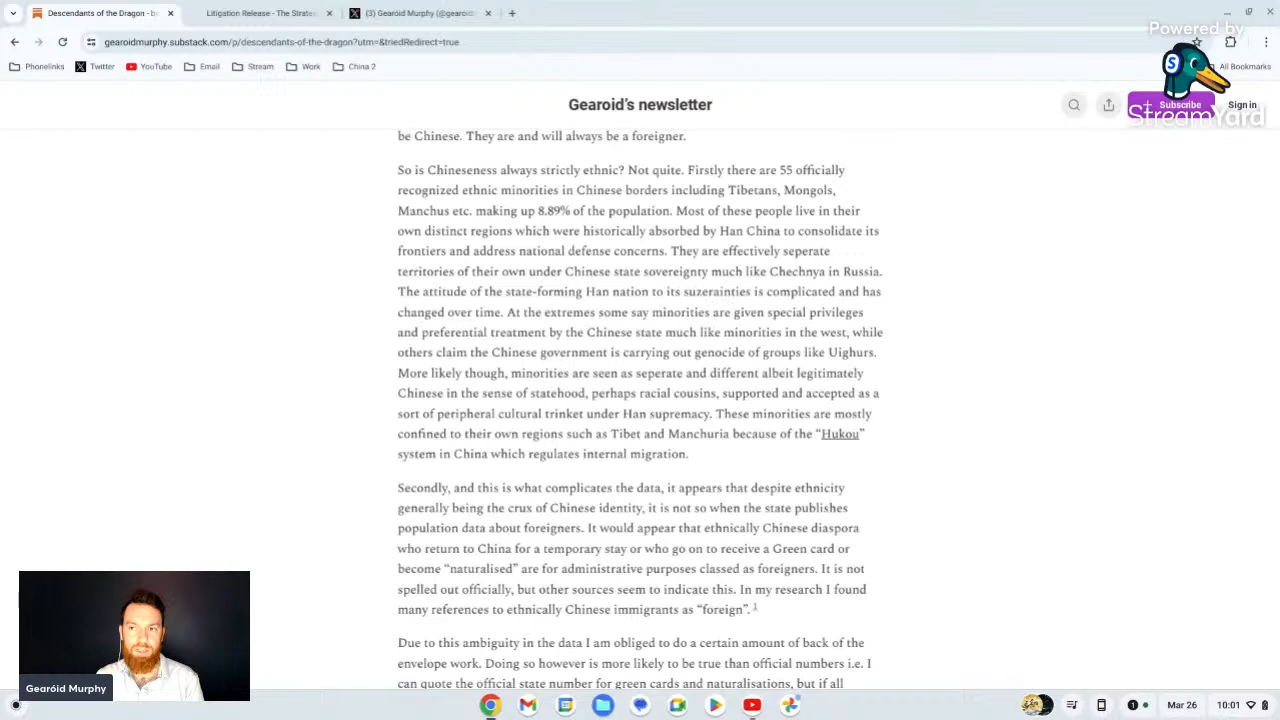 Descendants of the Dragon - b
Litigation Release - The Strate
(3) Gearóid Murphy (@gearoi
gearoidmurphy.substack.com/p/descendants-of-the-dragon?utm=&triedRedirect=true
Phonelinks
Twitter
YouTube
Email
Stream
Work
China 2
All Bookmarks
Powered by
StreamYard
Gearoid's newsletter
Subscribe
Sign in
be Chinese. They are and will always be a foreigner.
So is Chineseness always strictly ethnic? Not quite. Firstly there are 55 officially
recognized ethnic minorities in Chinese borders including Tibetans, Mongols,
Manchus etc. making up 8.89% of the population. Most of these people live in their
own distinct regions which were historically absorbed by Han China to consolidate its
frontiers and address national defense concerns. They are effectively seperate
territories of their own under Chinese state sovereignty much like Chechnya in Russia.
The attitude of the state-forming Han nation to its suzerainties is complicated and has
changed over time. At the extremes some say minorities are given special privileges
and preferential treatment by the Chinese state much like minorities in the west, while
others claim the Chinese government is carrying out genocide of groups like Uighurs.
More likely though, minorities are seen as seperate and different albeit legitimately
Chinese in the sense of statehood, perhaps racial cousins, supported and accepted as a
sort of peripheral cultural trinket under Han supremacy. These minorities are mostly
confined to their own regions such as Tibet and Manchuria because of the “Hukou”
system in China which regulates internal migration.
Secondly, and this is what complicates the data, it appears that despite ethnicity
generally being the crux of Chinese identity, it is not so when the state publishes
population data about foreigners. It would appear that ethnically Chinese diaspora
who return to China for a temporary stay or who go on to receive a Green card or
become “naturalised” are for administrative purposes classed as foreigners. It is not
spelled out officially, but other sources seem to indicate this. In my research I found
many references to ethnically Chinese immigrants as “foreign”. 1
Due to this ambiguity in the data I am obliged to do a certain amount of back of the
envelope work. Doing so however is more likely to be true than official numbers i.e. I
can quote the official state number for green cards and naturalisations, but if all
Gearóid Murphy
Mar 26
10:01